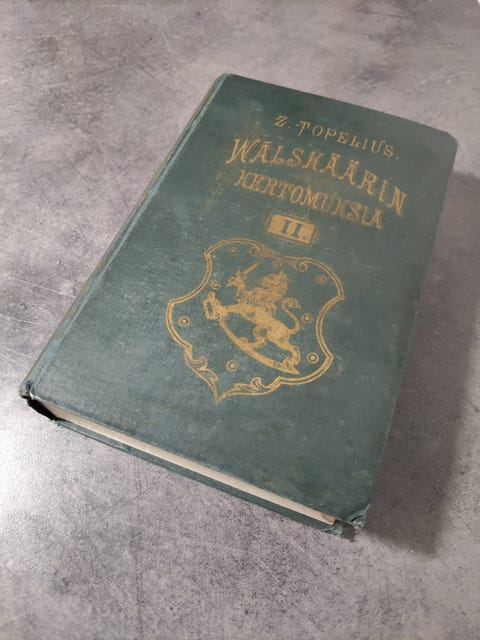 Z. TOPELIUS.
WÄLSKÄÄRIN
KERTOMUKSIA
II.